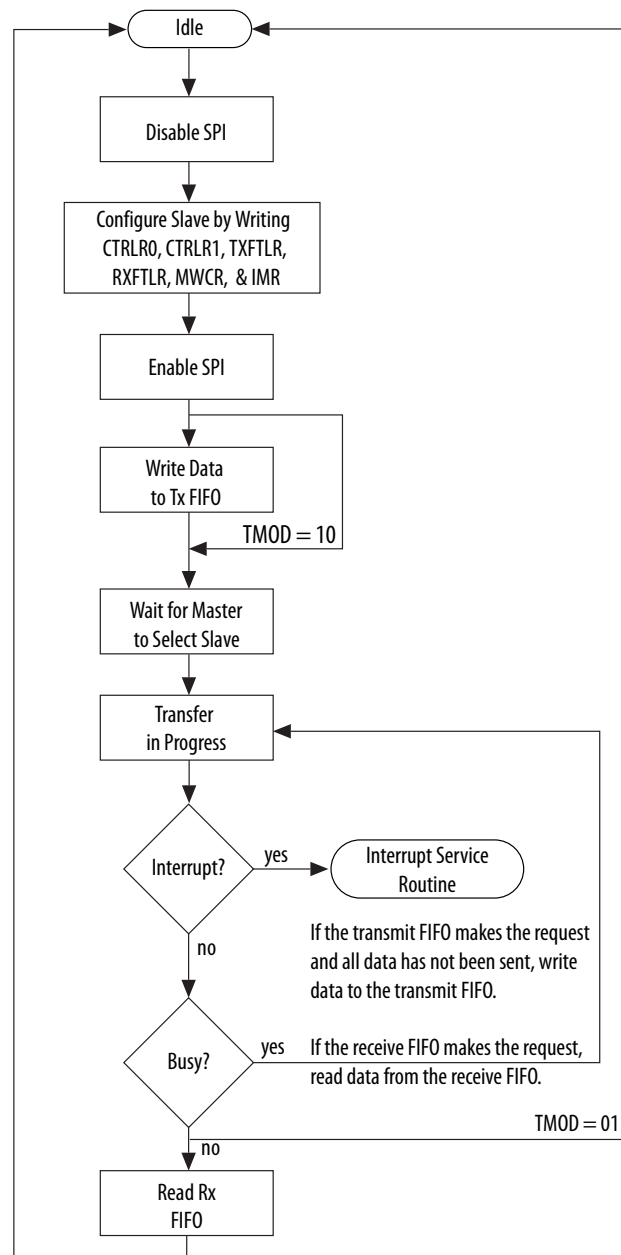 Idle
Disable SPI
Configure Slave by Writing
CTRLR0, CTRLR1, TXFTLR,
RXFTLR, MWCR, & IMR
Enable SPI
Write Data
to Tx FIFO
TMOD = 10
Wait for Master
to Select Slave
Transfer
in Progress
Interrupt?
yes
Interrupt Service
Routine
no
If the transmit FIFO makes the request
and all data has not been sent, write
data to the transmit FIFO.
Busy?
yes
If the receive FIFO makes the request,
read data from the receive FIFO.
TMOD = 01
no
Read Rx
FIFO